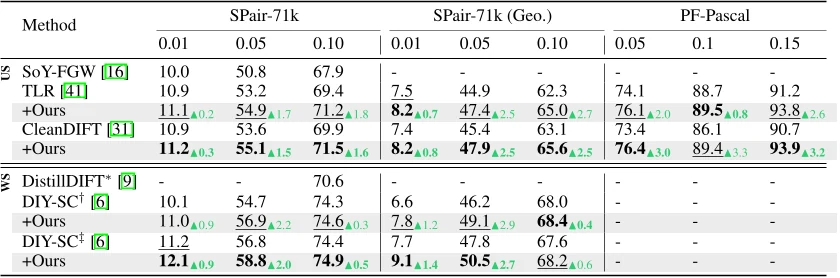 Method SPair-71k SPair-71k (Geo.) PF-Pascal
0.01 0.05 0.10 0.01 0.05 0.10 0.05 0.1 0.15
US
SoY-FGW [16] 10.0 50.8 67.9 - - - - - -
TLR [41] 10.9 53.2 69.4 7.5 44.9 62.3 74.1 88.7 91.2
+Ours 11.1▲0.2 54.9▲1.7 71.2▲1.8 8.2▲0.7 47.4▲2.5 65.0▲2.7 76.1▲2.0 89.5▲0.8 93.8▲2.6
CleanDIFT [31] 10.9 53.6 69.9 7.4 45.4 63.1 73.4 86.1 90.7
+Ours 11.2▲0.3 55.1▲1.5 71.5▲1.6 8.2▲0.8 47.9▲2.5 65.6▲2.5 76.4▲3.0 89.4▲3.3 93.9▲3.2
WS
DistillDIFT* [9] - - 70.6 - - - - - -
DIY-SC† [6] 10.1 54.7 74.3 6.6 46.2 68.0 - - -
+Ours 11.0▲0.9 56.9▲2.2 74.6▲0.3 7.8▲1.2 49.1▲2.9 68.4▲0.4 - - -
DIY-SC‡ [6] 11.2 56.8 74.4 7.7 47.8 67.6 - - -
+Ours 12.1▲0.9 58.8▲2.0 74.9▲0.5 9.1▲1.4 50.5▲2.7 68.2▲0.6 - - -